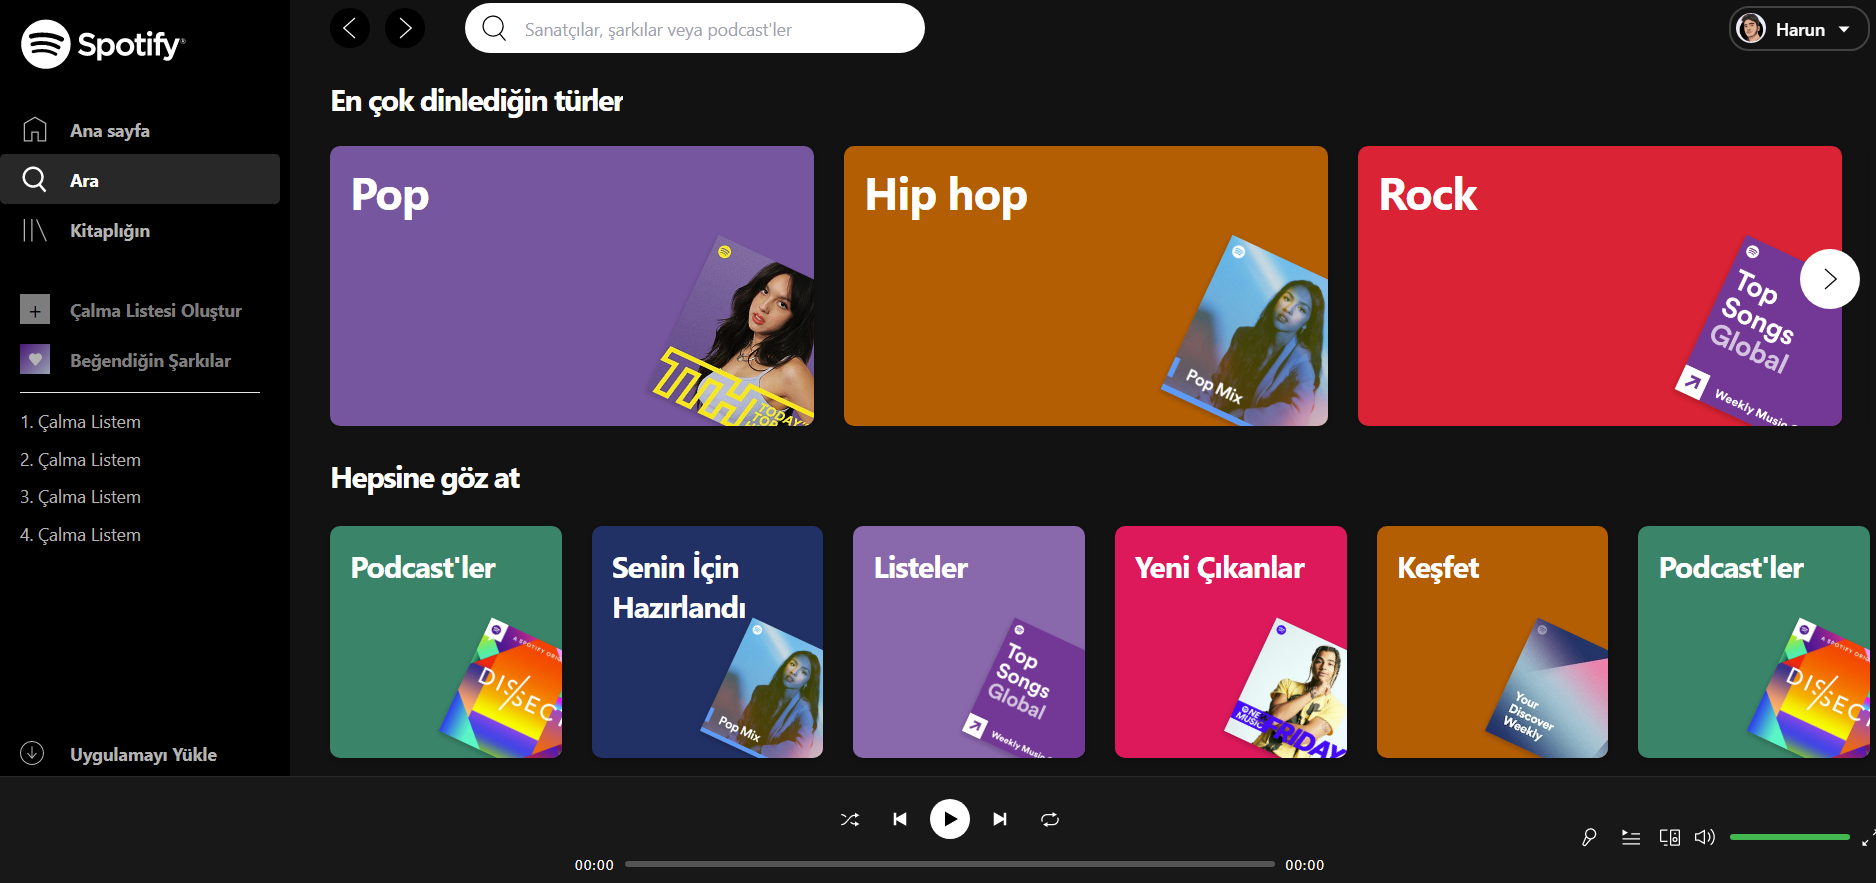 Spotify®
Sanatçılar, şarkılar veya podcast'ler
Harun
Ana sayfa
Ara
Kitaplığın
Çalma Listesi Oluştur
Beğendiğin Şarkılar
1. Çalma Listem
2. Çalma Listem
3. Çalma Listem
4. Çalma Listem
Uygulamayı Yükle
En çok dinlediğin türler
Pop
TODAY'
TOP
Hip hop
Pop Mix
Rock
Top
Songs
Global
Weekly Music
Hepsine göz at
Podcast'ler
A SPOTIFY ORI
DISSECT
Senin İçin
Hazırlandı
Pop Mix
Listeler
Top
Songs
Global
Weekly Music
Yeni Çıkanlar
NEW
MUSIC
FRIDAY
Keşfet
Your
Discover
Weekly
Podcast'ler
A SPOTIFY ORI
DISSECT
00:00
00:00